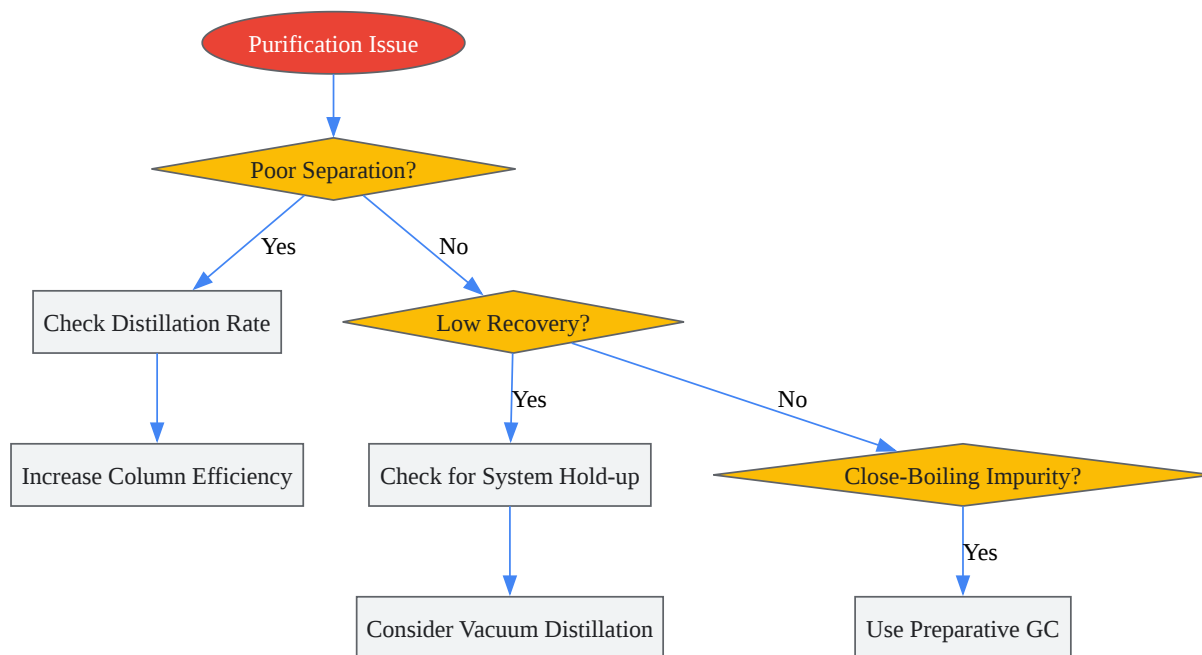 Purification Issue
Poor Separation?
Yes
No
Check Distillation Rate
Low Recovery?
Yes
No
Increase Column Efficiency
Check for System Hold-up
Close-Boiling Impurity?
Yes
Consider Vacuum Distillation
Use Preparative GC